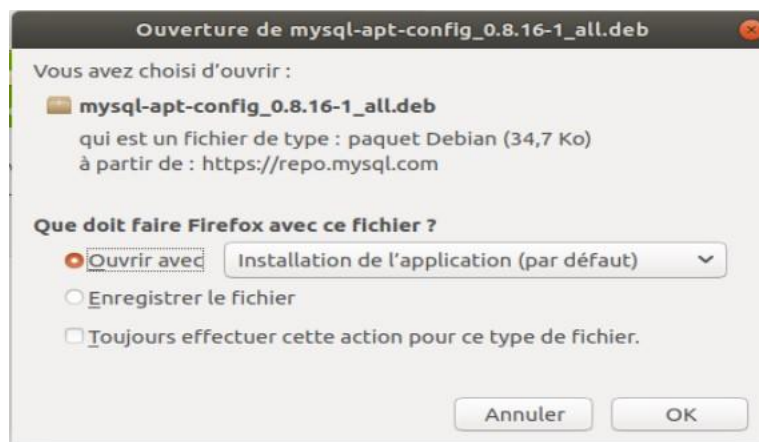 Ouverture de mysql-apt-config_0.8.16-1_all.deb
Vous avez choisi d'ouvrir :
mysql-apt-config_0.8.16-1_all.deb
qui est un fichier de type : paquet Debian (34,7 Ko)
à partir de : https://repo.mysql.com
Que doit faire Firefox avec ce fichier ?
Ouvrir avec Installation de l'application (par défaut)
Enregistrer le fichier
Toujours effectuer cette action pour ce type de fichier.
Annuler OK